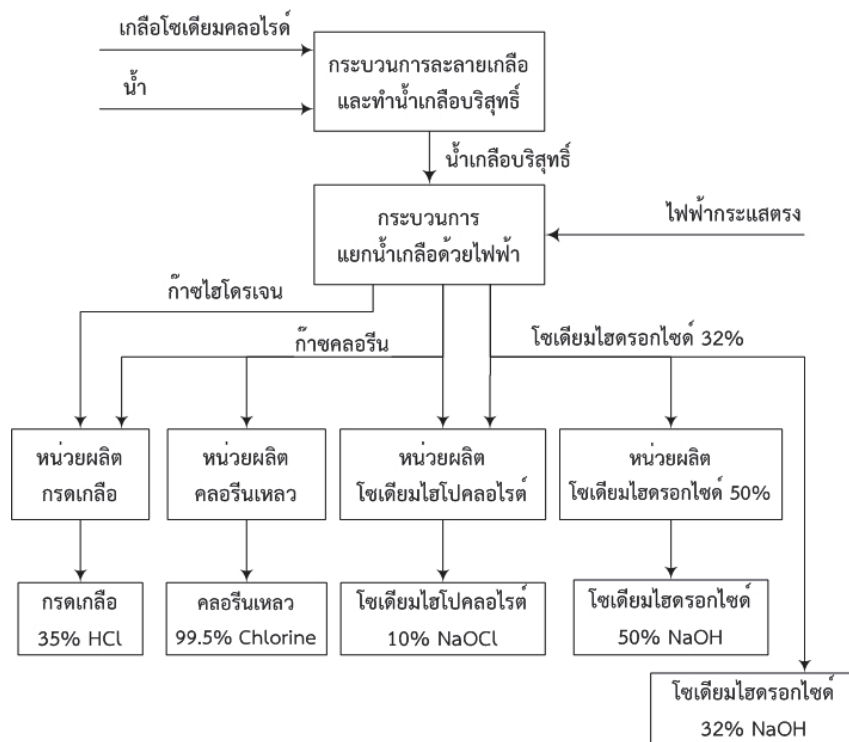 เกลือโซเดียมคลอไรด์
น้ำ
กระบวนการละลายเกลือ
และทำน้ำเกลือบริสุทธิ์
น้ำเกลือบริสุทธิ์
กระบวนการ
แยกน้ำเกลือด้วยไฟฟ้า
ไฟฟ้ากระแสตรง
ก๊าซไฮโดรเจน
ก๊าซคลอรีน
โซเดียมไฮดรอกไซด์ 32%
หน่วยผลิต
กรดเกลือ
หน่วยผลิต
คลอรีนเหลว
หน่วยผลิต
โซเดียมไฮโปคลอไรต์
หน่วยผลิต
โซเดียมไฮดรอกไซด์ 50%
กรดเกลือ
35% HCl
คลอรีนเหลว
99.5% Chlorine
โซเดียมไฮโปคลอไรต์
10% NaOCl
โซเดียมไฮดรอกไซด์
50% NaOH
โซเดียมไฮดรอกไซด์
32% NaOH